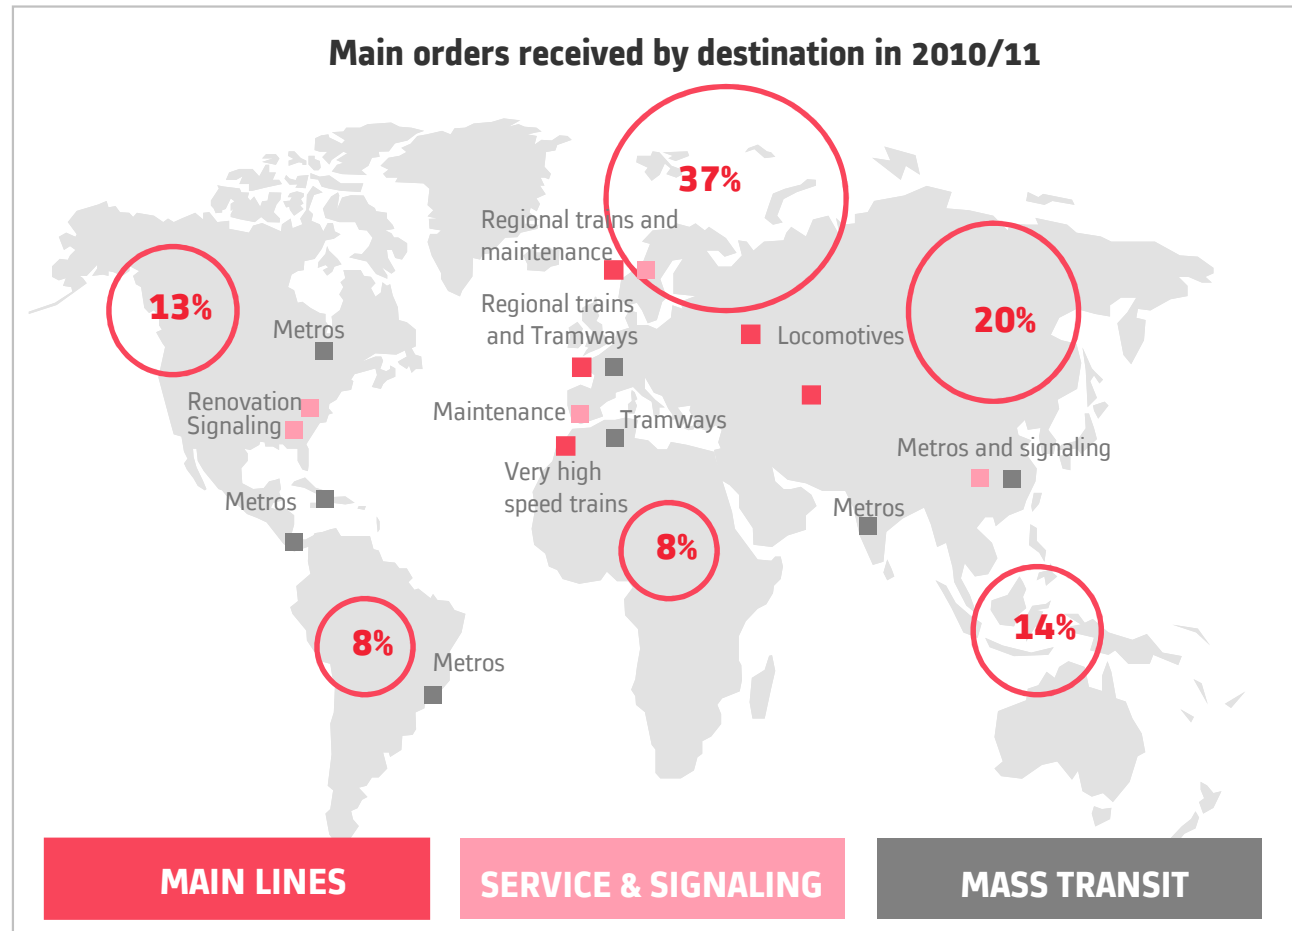 Main orders received by destination in 2010/11
37%
Regional trains and
maintenance
13%
20%
Regional trains
and Tramways
Metros
Locomotives
Renovation
Signaling
Maintenance
Tramways
Metros and signaling
Very high
speed trains
Metros
Metros
8%
14%
8%
Metros
MAIN LINES
SERVICE & SIGNALING
MASS TRANSIT